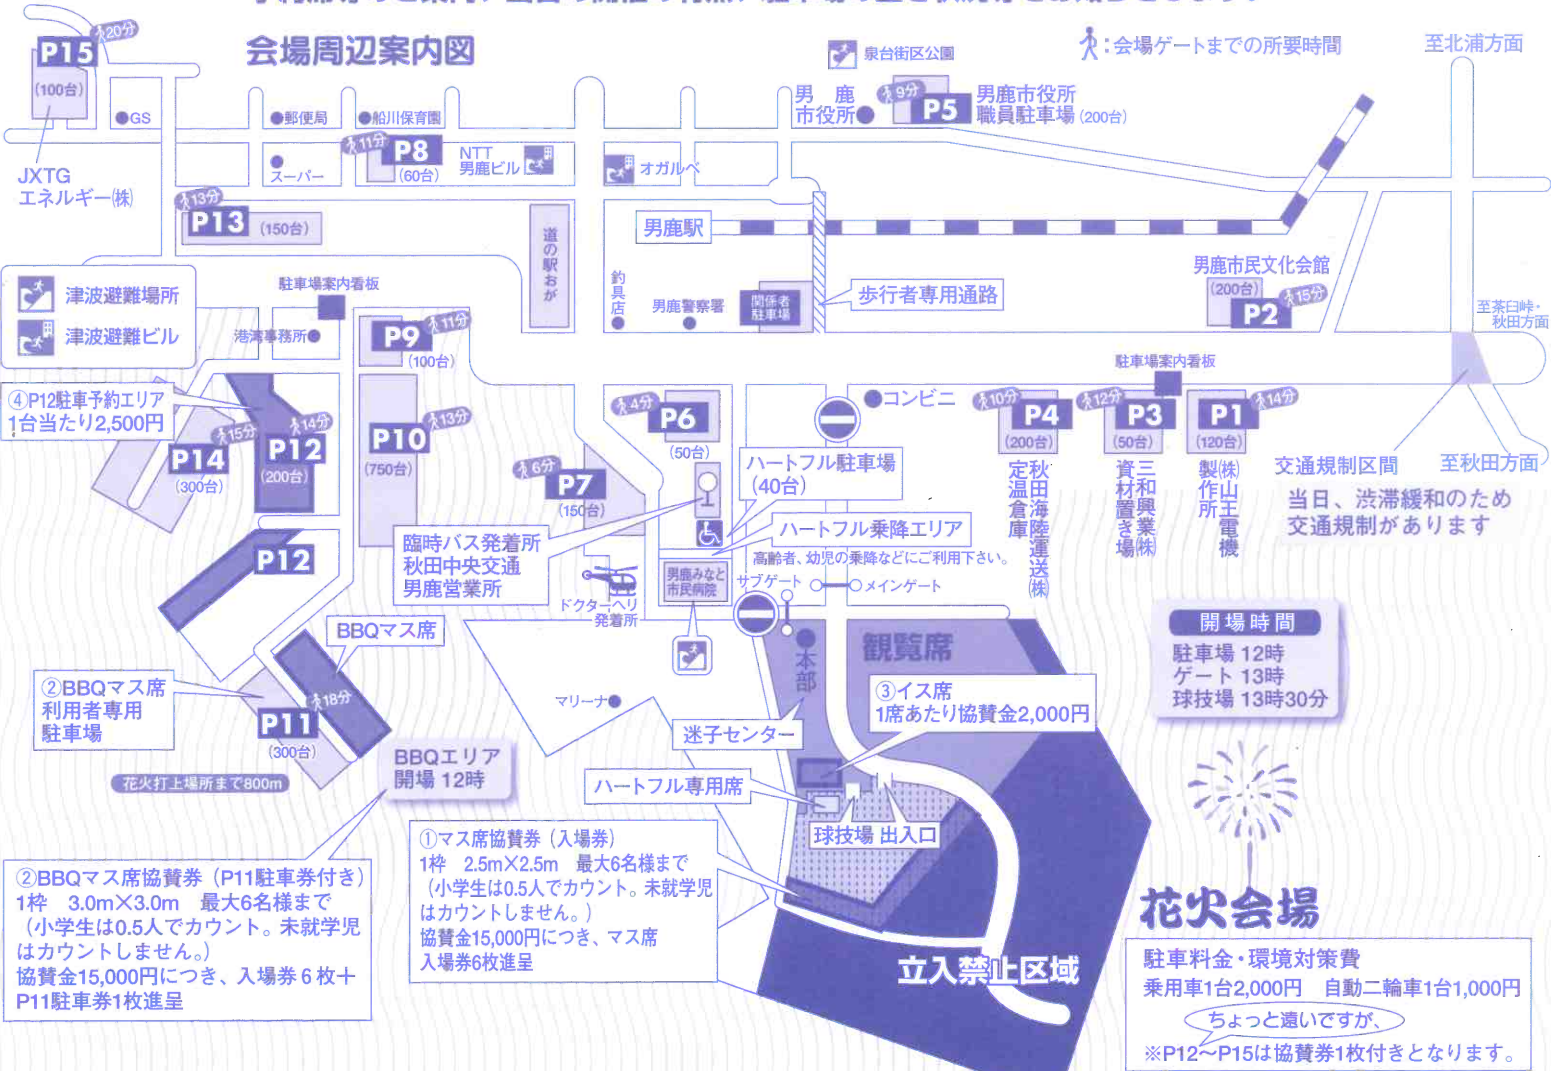 会場周辺案内図
:会場ゲートまでの所要時間
至北浦方面
P15
20分
(100台)
JXTG
エネルギー(株)
GS
郵便局
船川保育園
スーパー
11分
P8
(60台)
NTT
男鹿ビル
オガルベ
泉台街区公園
男鹿
市役所
9分
P5
男鹿市役所
職員駐車場(200台)
13分
P13
(150台)
道の駅おが
男鹿駅
釣具店
男鹿警察署
関係者
駐車場
歩行者専用通路
男鹿市民文化会館
(200台)
P2
15分
至茶臼峠・
秋田方面
津波避難場所
津波避難ビル
駐車場案内看板
港湾事務所
P9
11分
(100台)
④P12駐車予約エリア
1台当たり2,500円
15分
P14
(300台)
14分
P12
(200台)
P10
13分
(750台)
P12
4分
P6
(50台)
6分
P7
(150台)
コンビニ
駐車場案内看板
10分
P4
(200台)
秋田海陸運送(株)
定温倉庫
12分
P3
(50台)
三和興業(株)
資材置き場
P1
14分
(120台)
(株)山王電機
製作所
交通規制区間
至秋田方面
当日、渋滞緩和のため
交通規制があります
ハートフル駐車場
(40台)
ハートフル乗降エリア
高齢者、幼児の乗降などにご利用下さい。
臨時バス発着所
秋田中央交通
男鹿営業所
ドクターヘリ
発着所
男鹿みなと
市民病院
サブゲート
メインゲート
BBQマス席
②BBQマス席
利用者専用
駐車場
18分
P11
(300台)
花火打上場所まで800m
BBQエリア
開場 12時
マリーナ
本部
観覧席
③イス席
1席あたり協賛金2,000円
迷子センター
ハートフル専用席
球技場 出入口
開場時間
駐車場 12時
ゲート 13時
球技場 13時30分
①マス席協賛券(入場券)
1枠 2.5m×2.5m 最大6名様まで
(小学生は0.5人でカウント。未就学児
はカウントしません。)
協賛金15,000円につき、マス席
入場券6枚進呈
②BBQマス席協賛券(P11駐車券付き)
1枠 3.0m×3.0m 最大6名様まで
(小学生は0.5人でカウント。未就学児
はカウントしません。)
協賛金15,000円につき、入場券6枚+
P11駐車券1枚進呈
立入禁止区域
花火会場
駐車料金・環境対策費
乗用車1台2,000円 自動二輪車1台1,000円
ちょっと遠いですが、
※P12〜P15は協賛券1枚付きとなります。